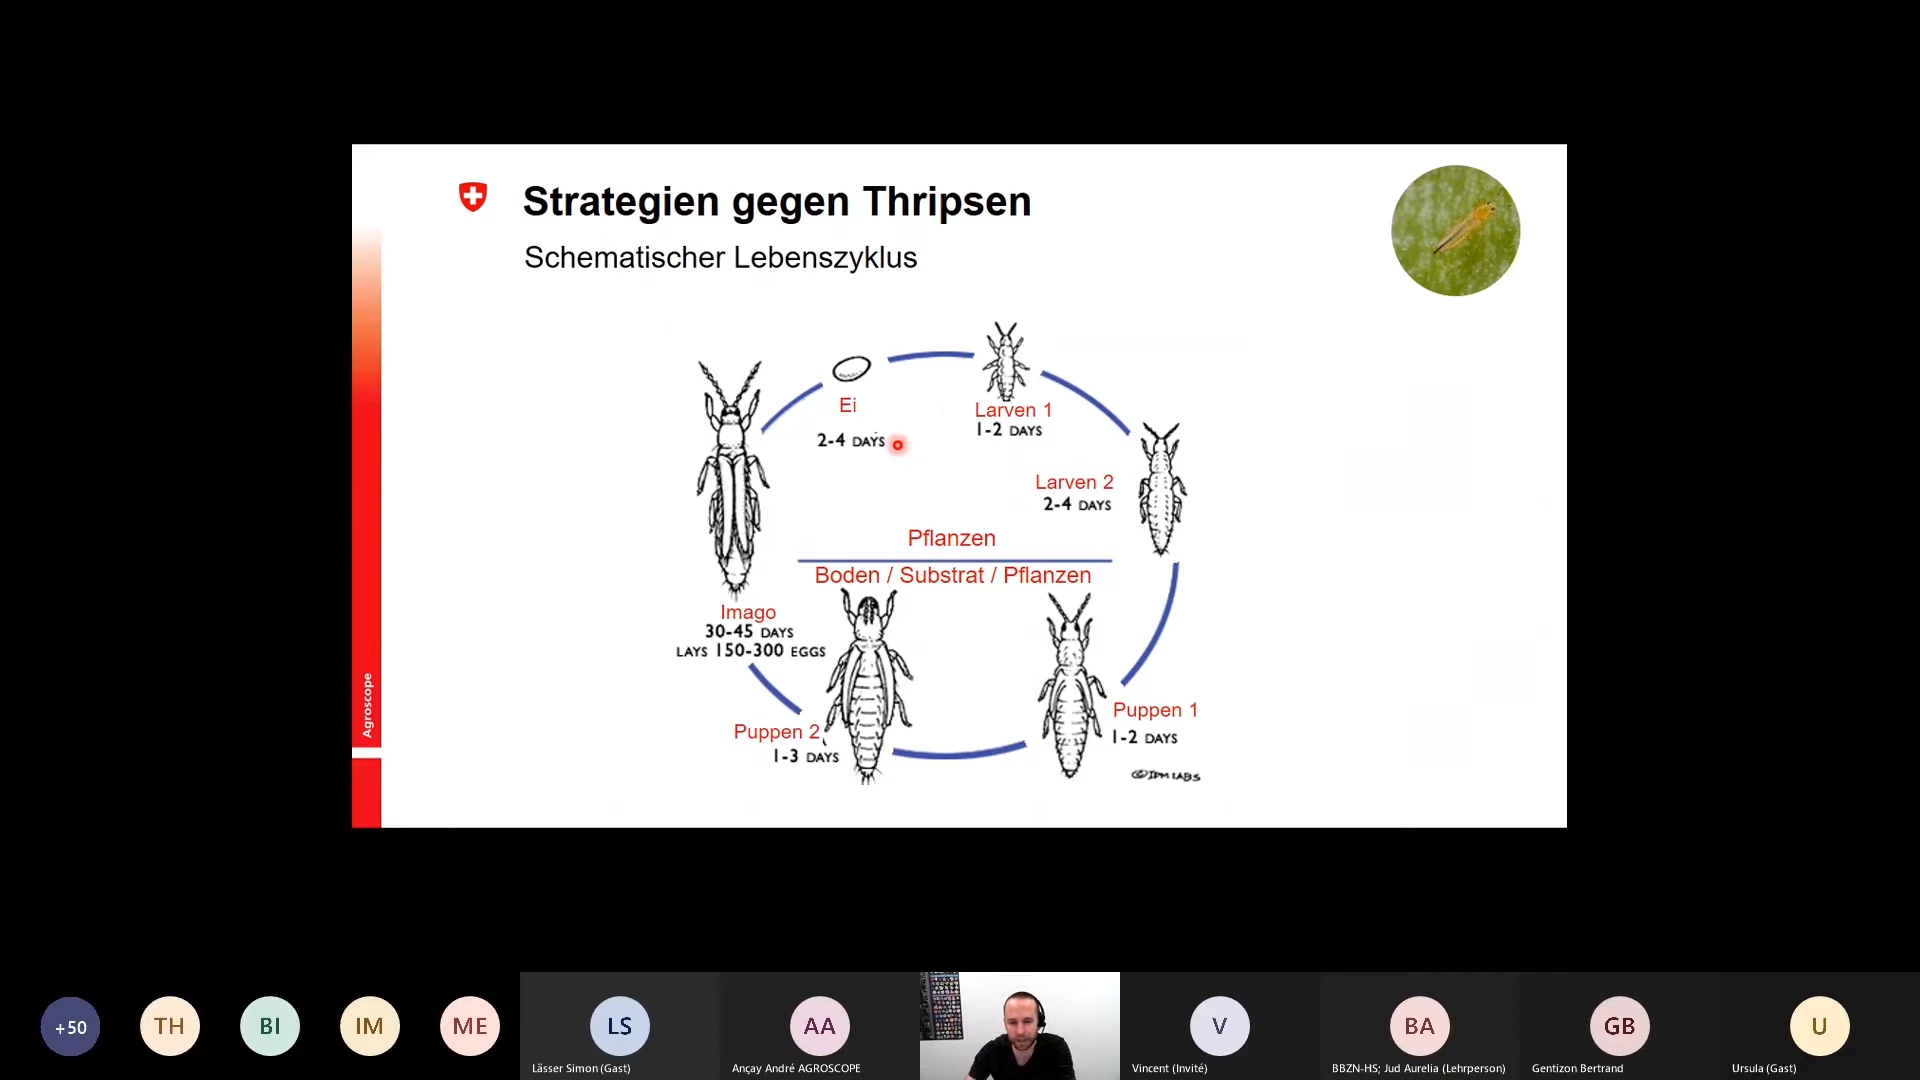 Strategien gegen Thripsen
Schematischer Lebenszyklus
Ei
2-4 DAYS
Larven 1
1-2 DAYS
Larven 2
2-4 DAYS
Pflanzen
Boden / Substrat / Pflanzen
Imago
30-45 DAYS
LAYS 150-300 EGGS
Puppen 2
1-3 DAYS
Puppen 1
1-2 DAYS
©IPM LABS
Agroscope
+50
TH
BI
IM
ME
LS
AA
V
BA
GB
U
Lässer Simon (Gast)
Ançay André AGROSCOPE
Vincent (Invité)
BBZN-HS; Jud Aurelia (Lehrperson)
Gentizon Bertrand
Ursula (Gast)